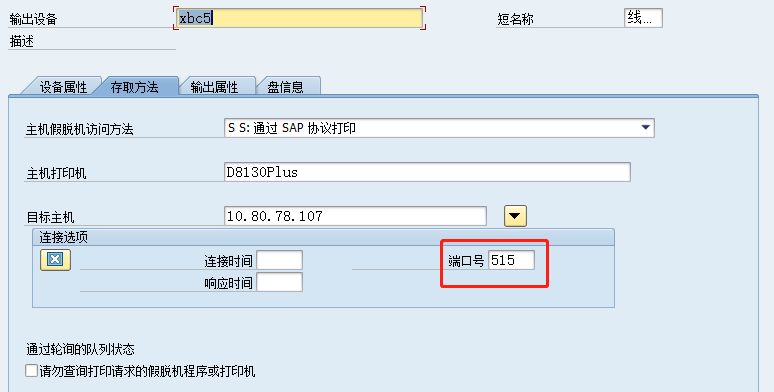 输出设备 xbc5 短名称 线...
描述
设备属性 存取方法 输出属性 盘信息
主机假脱机访问方法 S S: 通过 SAP 协议打印
主机打印机 D8130Plus
目标主机 10.80.78.107
连接选项
连接时间 端口号 515
响应时间
通过轮询的队列状态
请勿查询打印请求的假脱机程序或打印机